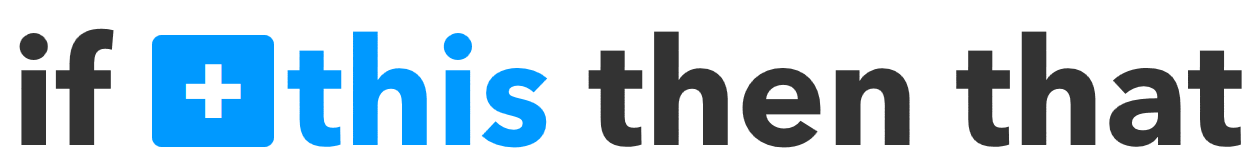 if +this then that